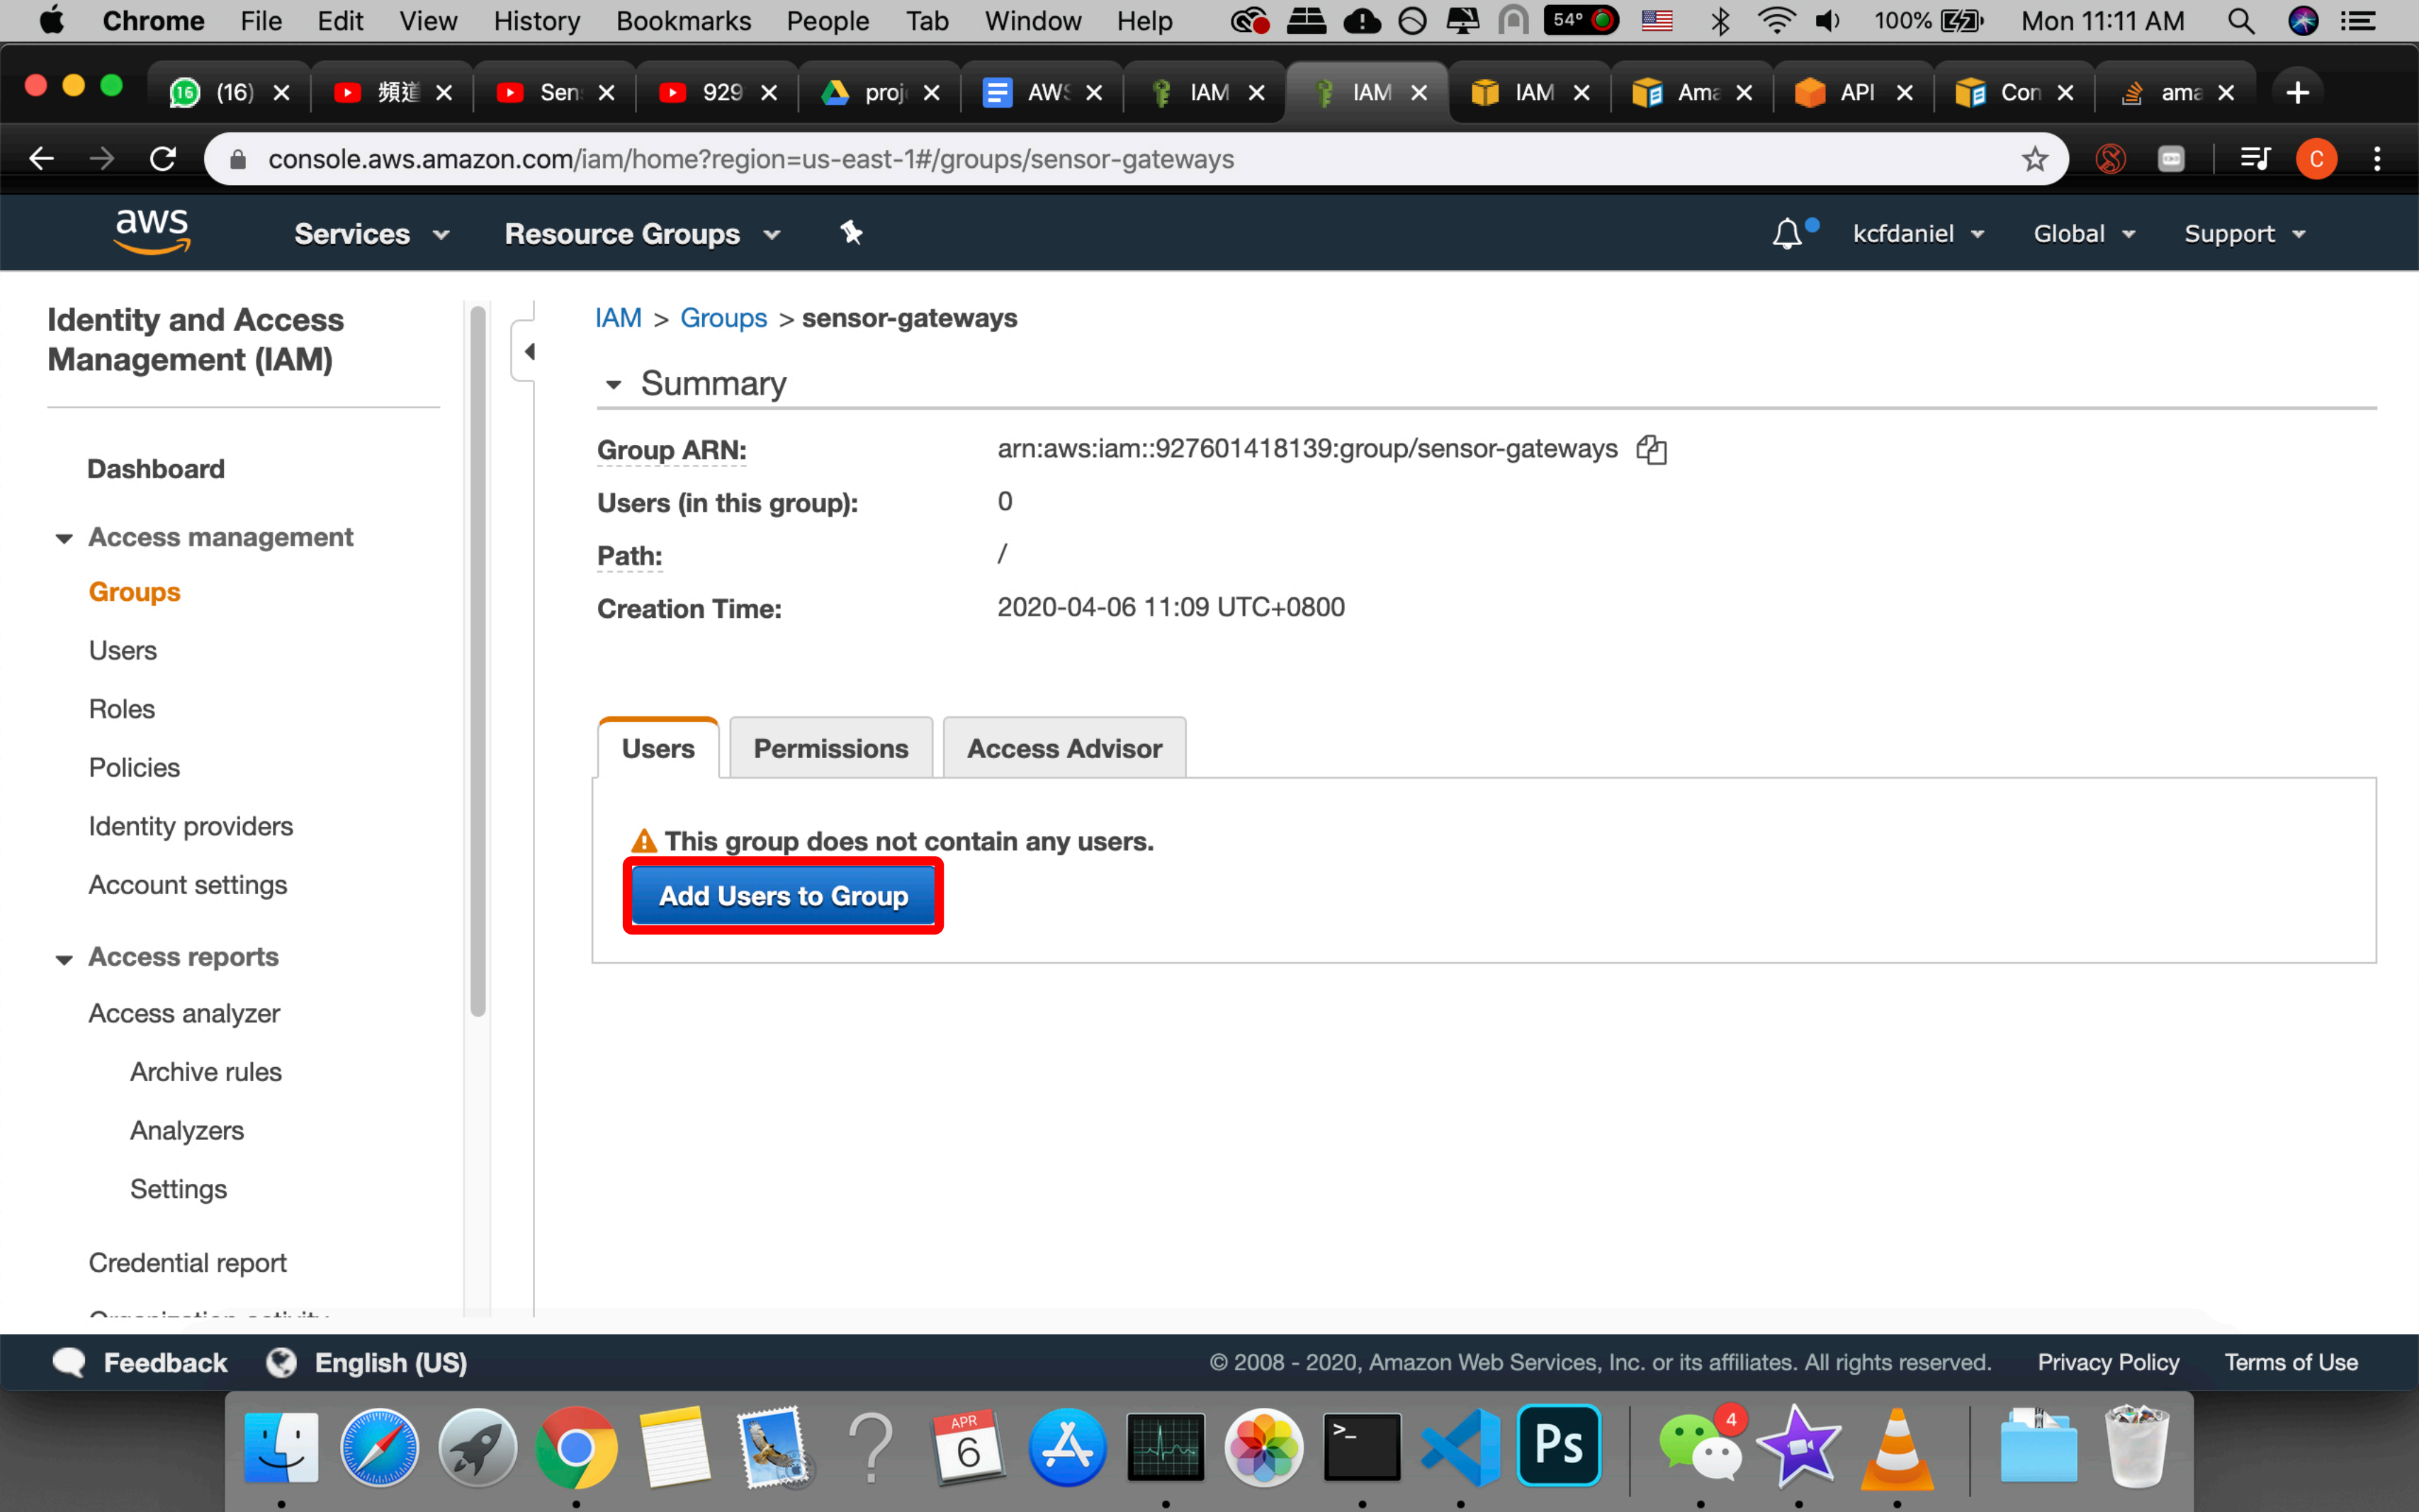 Chrome File Edit View History Bookmarks People Tab Window Help 54° 100% Mon 11:11 AM
16 (16) 頻道 Sen 929 proj AWS IAM IAM IAM Ama API Con ama
console.aws.amazon.com/iam/home?region=us-east-1#/groups/sensor-gateways C
aws Services Resource Groups kcfdaniel Global Support
Identity and Access
Management (IAM)
Dashboard
Access management
Groups
Users
Roles
Policies
Identity providers
Account settings
Access reports
Access analyzer
Archive rules
Analyzers
Settings
Credential report
IAM > Groups > sensor-gateways
Summary
Group ARN: arn:aws:iam::927601418139:group/sensor-gateways
Users (in this group): 0
Path: /
Creation Time: 2020-04-06 11:09 UTC+0800
Users Permissions Access Advisor
This group does not contain any users.
Add Users to Group
Feedback English (US) © 2008 - 2020, Amazon Web Services, Inc. or its affiliates. All rights reserved. Privacy Policy Terms of Use
APR
6
>_
Ps
4